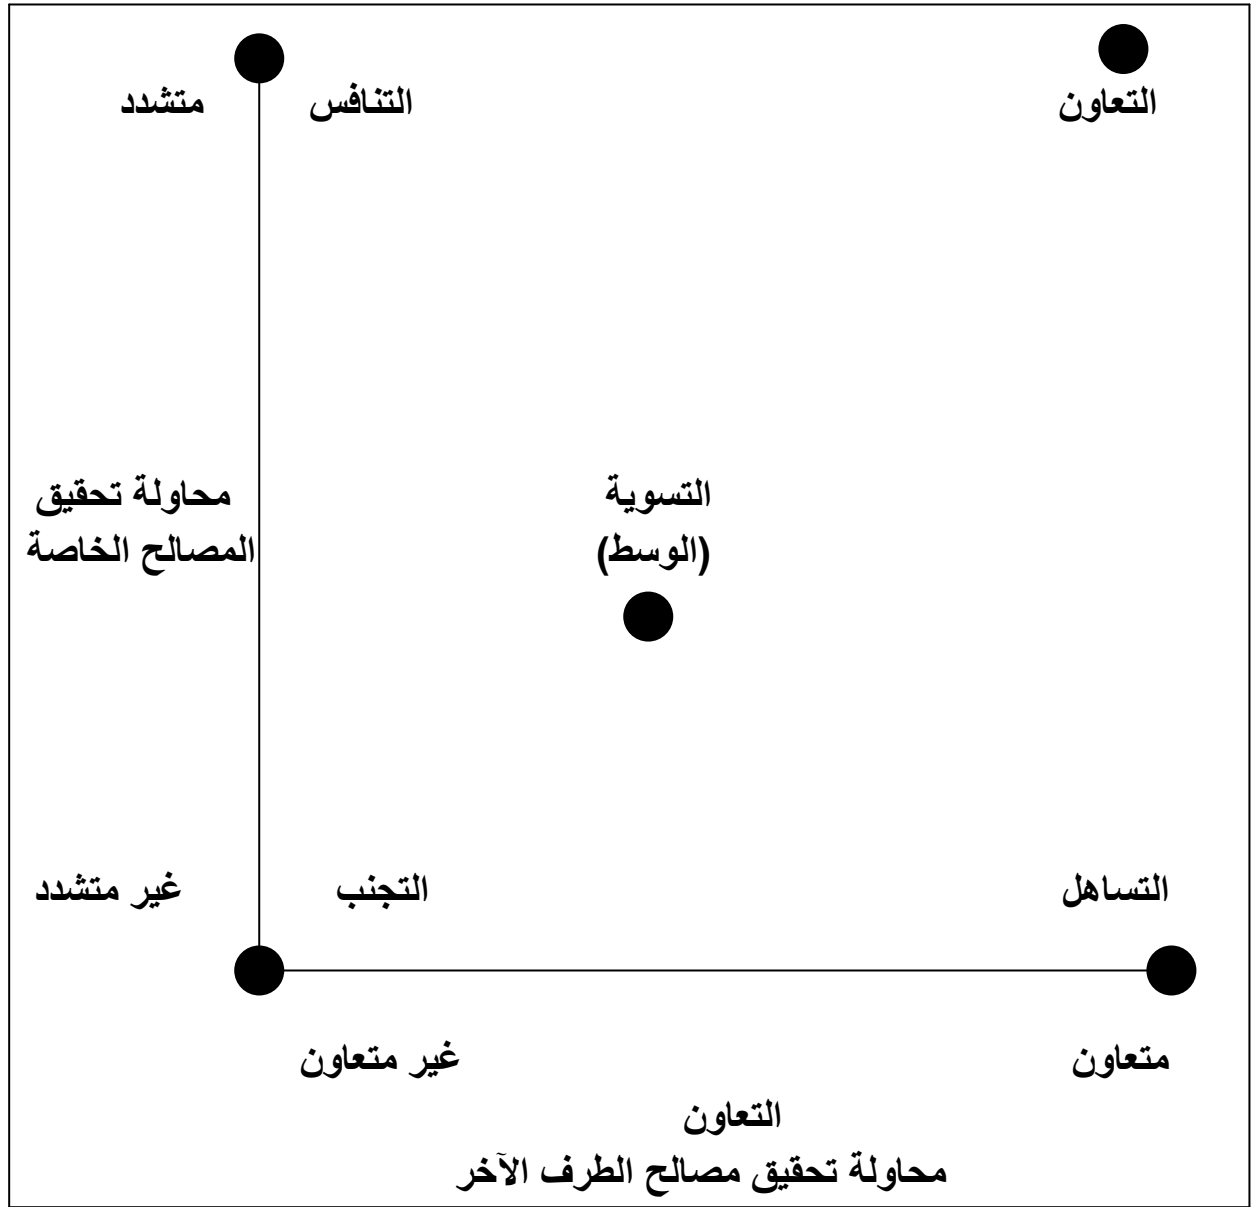 التعاون
التنافس
متشدد
التسوية
(الوسط)
محاولة تحقيق
المصالح الخاصة
التساهل
التجنب
غير متشدد
متعاون
غير متعاون
التعاون
محاولة تحقيق مصالح الطرف الآخر